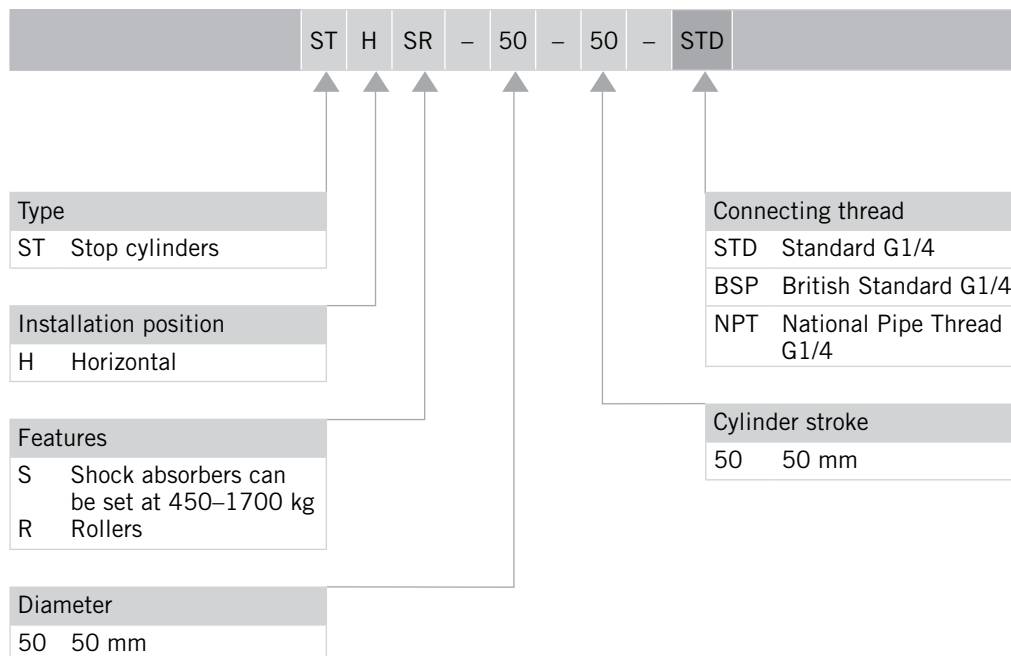 ST H SR – 50 – 50 – STD
Type
ST Stop cylinders
Installation position
H Horizontal
Features
S Shock absorbers can
be set at 450–1700 kg
R Rollers
Diameter
50 50 mm
Connecting thread
STD Standard G1/4
BSP British Standard G1/4
NPT National Pipe Thread
G1/4
Cylinder stroke
50 50 mm